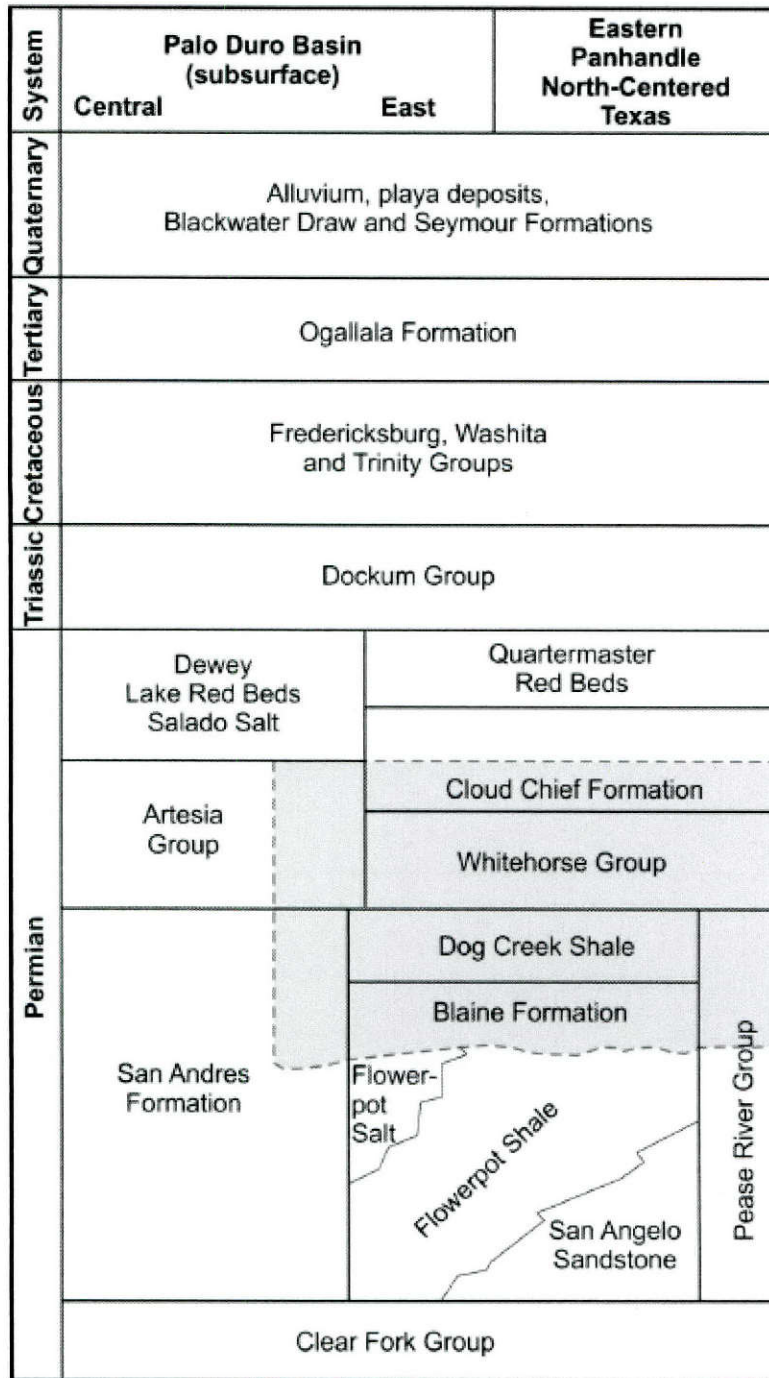 System
Palo Duro Basin
(subsurface)
Central
East
Eastern
Panhandle
North-Centered
Texas
Quaternary
Alluvium, playa deposits,
Blackwater Draw and Seymour Formations
Tertiary
Ogallala Formation
Cretaceous
Fredericksburg, Washita
and Trinity Groups
Triassic
Dockum Group
Permian
Dewey
Lake Red Beds
Salado Salt
Quartermaster
Red Beds
Artesia
Group
Cloud Chief Formation
Whitehorse Group
San Andres
Formation
Dog Creek Shale
Blaine Formation
Flower-
pot
Salt
Flowerpot Shale
San Angelo
Sandstone
Pease River Group
Clear Fork Group